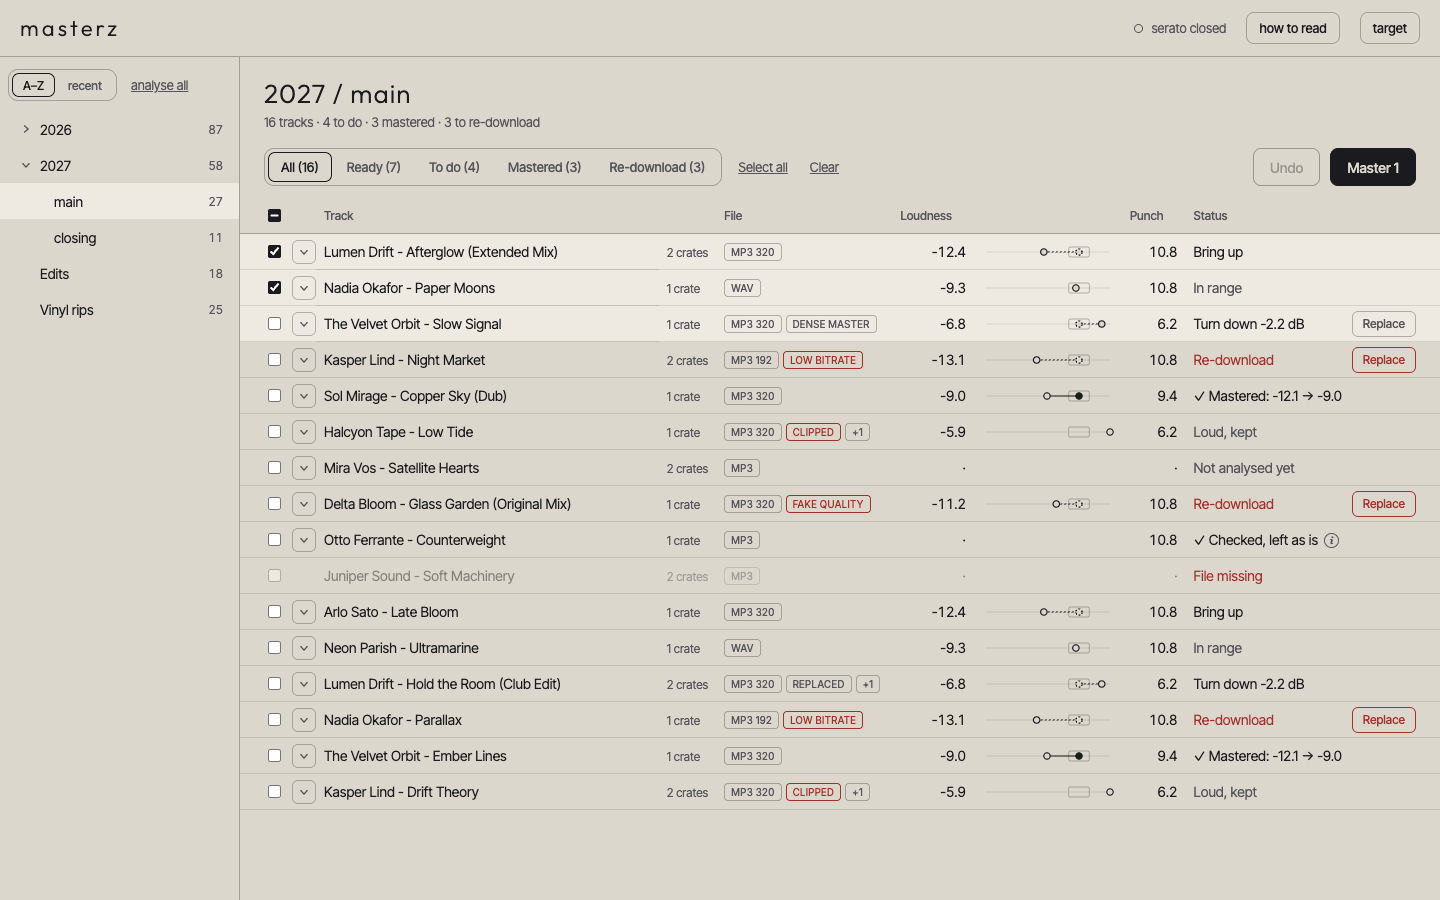 masterz
serato closed
how to read
target
A–Z recent analyse all
2026 87
2027 58
main 27
closing 11
Edits 18
Vinyl rips 25
2027 / main
16 tracks · 4 to do · 3 mastered · 3 to re-download
All (16) Ready (7) To do (4) Mastered (3) Re-download (3) Select all Clear Undo Master 1
Track File Loudness Punch Status
Lumen Drift - Afterglow (Extended Mix) 2 crates MP3 320 -12.4 10.8 Bring up
Nadia Okafor - Paper Moons 1 crate WAV -9.3 10.8 In range
The Velvet Orbit - Slow Signal 1 crate MP3 320 DENSE MASTER -6.8 6.2 Turn down -2.2 dB Replace
Kasper Lind - Night Market 2 crates MP3 192 LOW BITRATE -13.1 10.8 Re-download Replace
Sol Mirage - Copper Sky (Dub) 1 crate MP3 320 -9.0 9.4 ✓ Mastered: -12.1 → -9.0
Halcyon Tape - Low Tide 1 crate MP3 320 CLIPPED +1 -5.9 6.2 Loud, kept
Mira Vos - Satellite Hearts 2 crates MP3 · · Not analysed yet
Delta Bloom - Glass Garden (Original Mix) 1 crate MP3 320 FAKE QUALITY -11.2 10.8 Re-download Replace
Otto Ferrante - Counterweight 1 crate MP3 · 10.8 ✓ Checked, left as is i
Juniper Sound - Soft Machinery 2 crates MP3 · · File missing
Arlo Sato - Late Bloom 1 crate MP3 320 -12.4 10.8 Bring up
Neon Parish - Ultramarine 1 crate WAV -9.3 10.8 In range
Lumen Drift - Hold the Room (Club Edit) 2 crates MP3 320 REPLACED +1 -6.8 6.2 Turn down -2.2 dB
Nadia Okafor - Parallax 1 crate MP3 192 LOW BITRATE -13.1 10.8 Re-download Replace
The Velvet Orbit - Ember Lines 1 crate MP3 320 -9.0 9.4 ✓ Mastered: -12.1 → -9.0
Kasper Lind - Drift Theory 2 crates MP3 320 CLIPPED +1 -5.9 6.2 Loud, kept